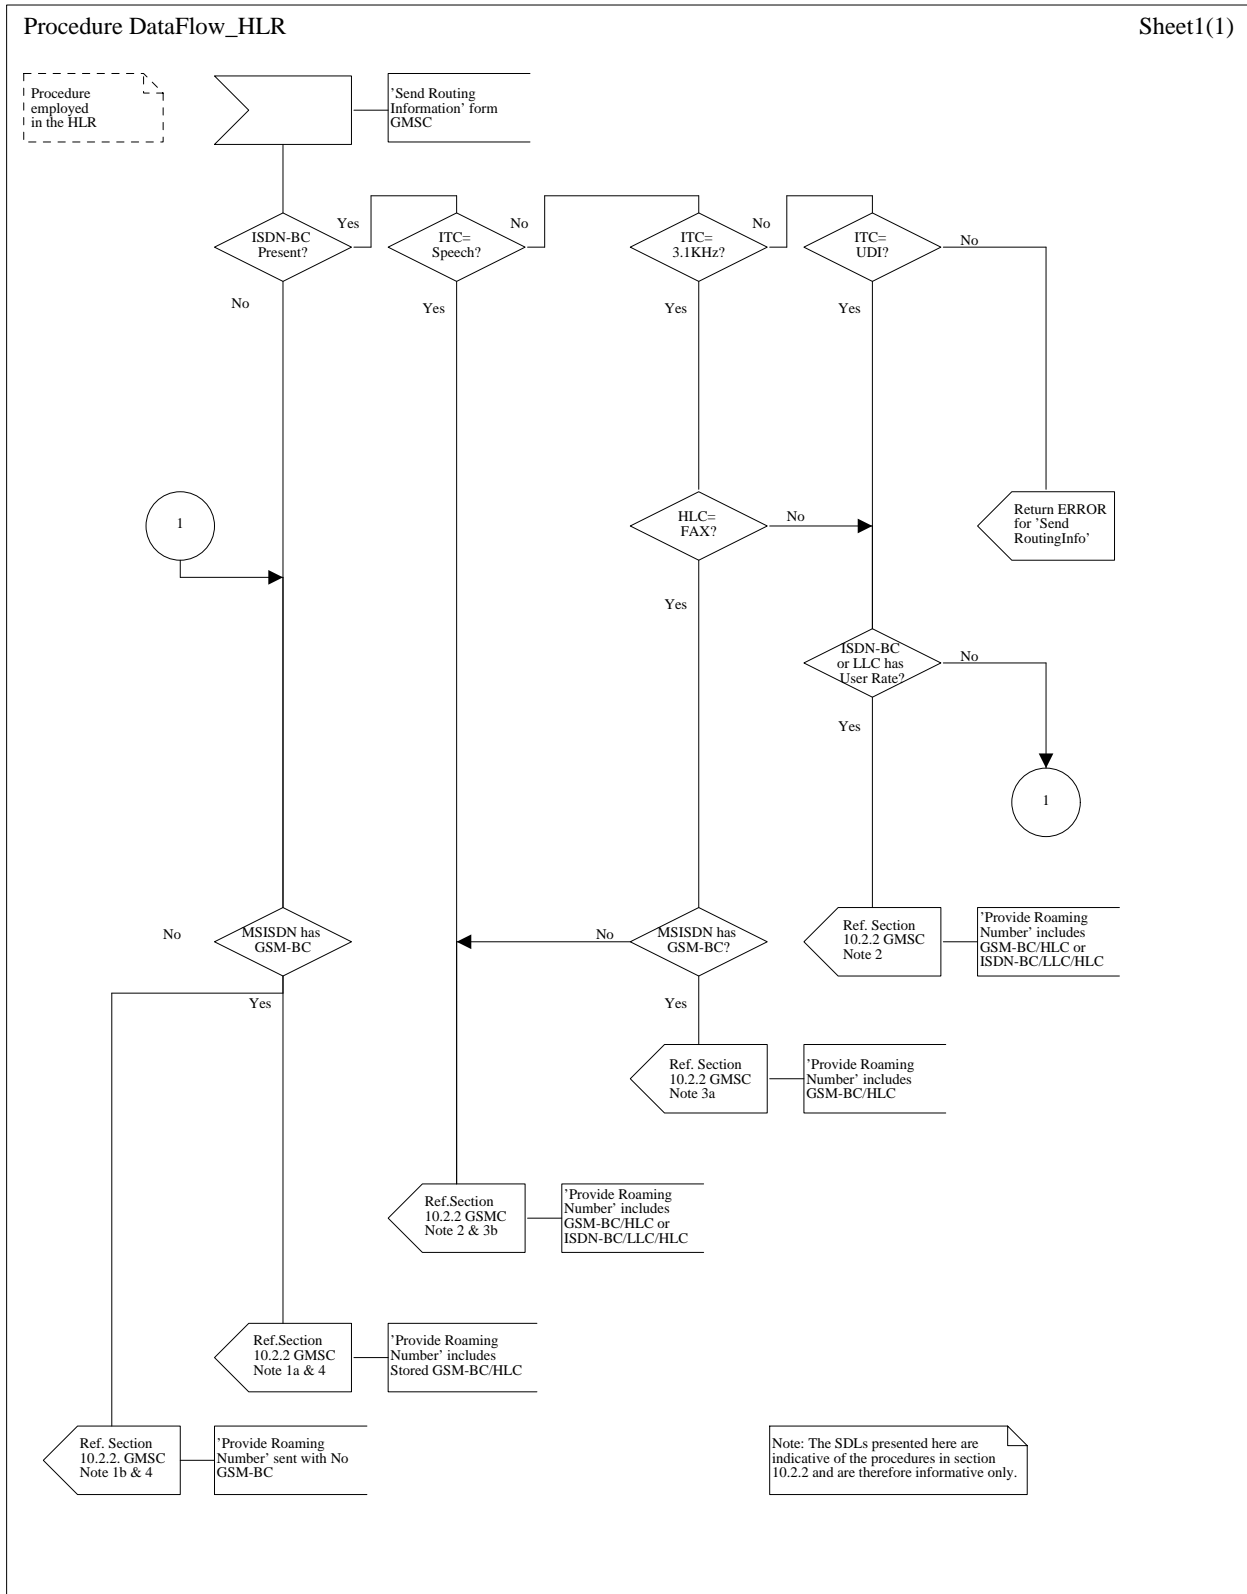 Procedure DataFlow_HLR
Sheet1(1)
Procedure
employed
in the HLR
'Send Routing
Information' form
GMSC
ISDN-BC
Present?
Yes
No
ITC=
Speech?
No
Yes
ITC=
3.1KHz?
No
Yes
ITC=
UDI?
No
Yes
1
HLC=
FAX?
No
Yes
Return ERROR
for 'Send
RoutingInfo'
ISDN-BC
or LLC has
User Rate?
No
Yes
1
MSISDN has
GSM-BC
No
Yes
MSISDN has
GSM-BC?
No
Yes
Ref. Section
10.2.2 GMSC
Note 2
'Provide Roaming
Number' includes
GSM-BC/HLC or
ISDN-BC/LLC/HLC
Ref. Section
10.2.2 GMSC
Note 3a
'Provide Roaming
Number' includes
GSM-BC/HLC
Ref.Section
10.2.2 GSMC
Note 2 & 3b
'Provide Roaming
Number' includes
GSM-BC/HLC or
ISDN-BC/LLC/HLC
Ref.Section
10.2.2 GMSC
Note 1a & 4
'Provide Roaming
Number' includes
Stored GSM-BC/HLC
Ref. Section
10.2.2. GMSC
Note 1b & 4
'Provide Roaming
Number' sent with No
GSM-BC
Note: The SDLs presented here are
indicative of the procedures in section
10.2.2 and are therefore informative only.